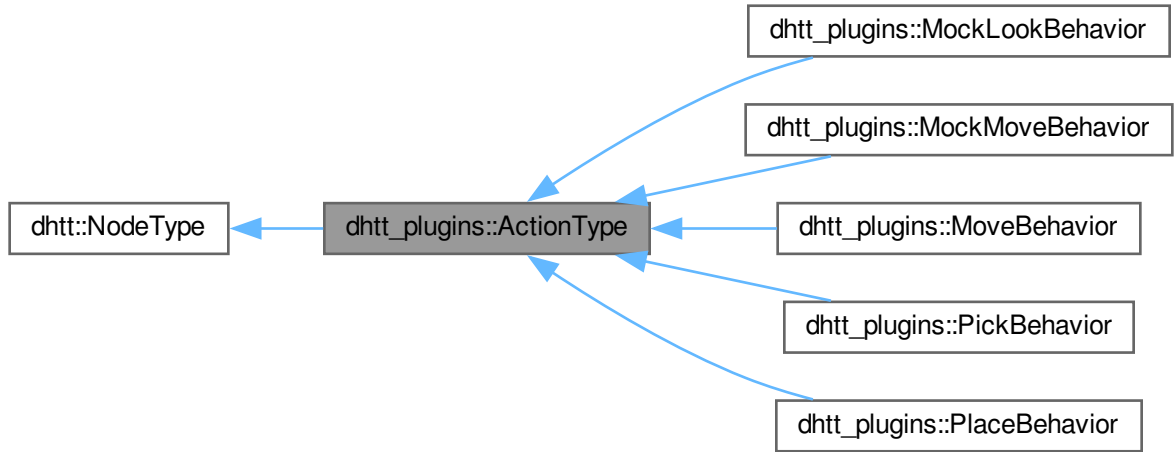 dhtt_plugins::MockLookBehavior
dhtt_plugins::MockMoveBehavior
dhtt::NodeType
dhtt_plugins::ActionType
dhtt_plugins::MoveBehavior
dhtt_plugins::PickBehavior
dhtt_plugins::PlaceBehavior